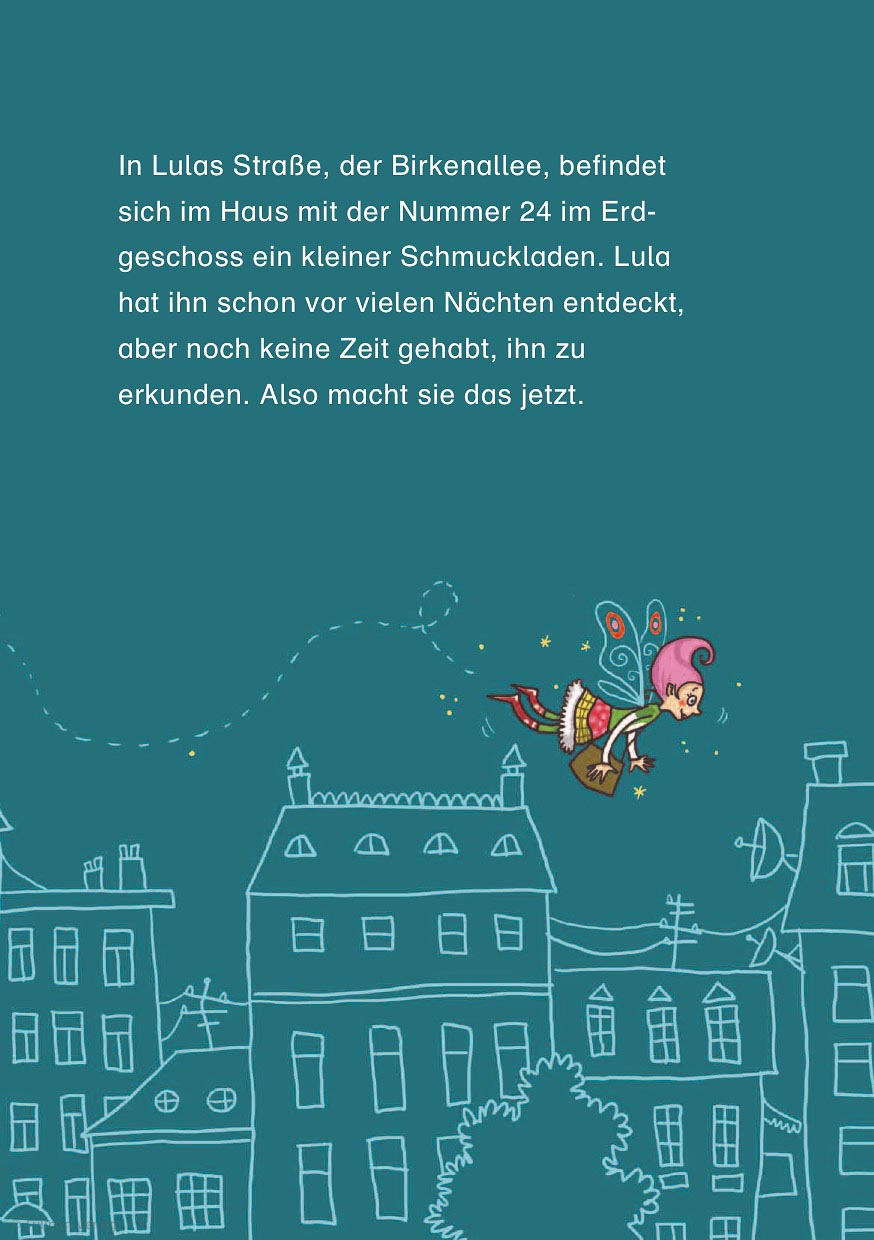 In Lulas Straße, der Birkenallee, befindet
sich im Haus mit der Nummer 24 im Erd-
geschoss ein kleiner Schmuckladen. Lula
hat ihn schon vor vielen Nächten entdeckt,
aber noch keine Zeit gehabt, ihn zu
erkunden. Also macht sie das jetzt.